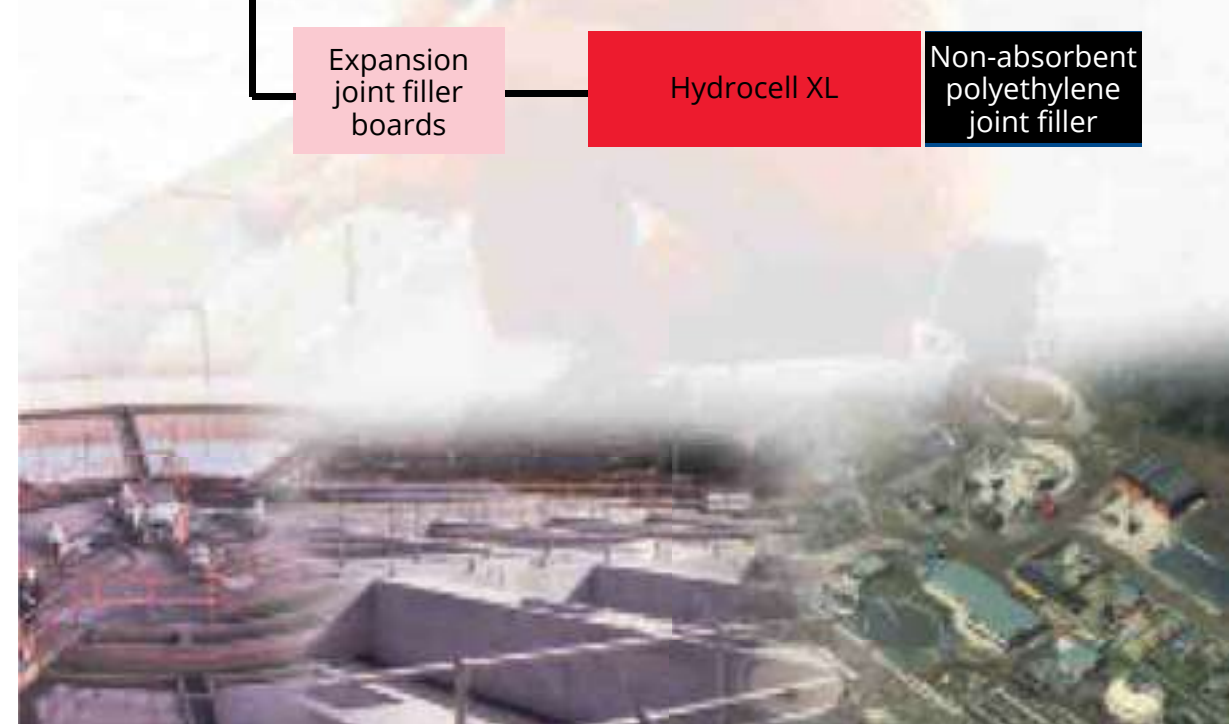 Expansion
joint filler
boards
Hydrocell XL
Non-absorbent
polyethylene
joint filler